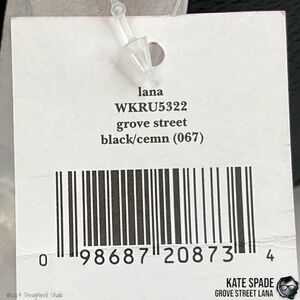 lana
WKRU5322
grove street
black/cemn (067)
0 98687 20873 4
KATE SPADE
GROVE STREET LANA